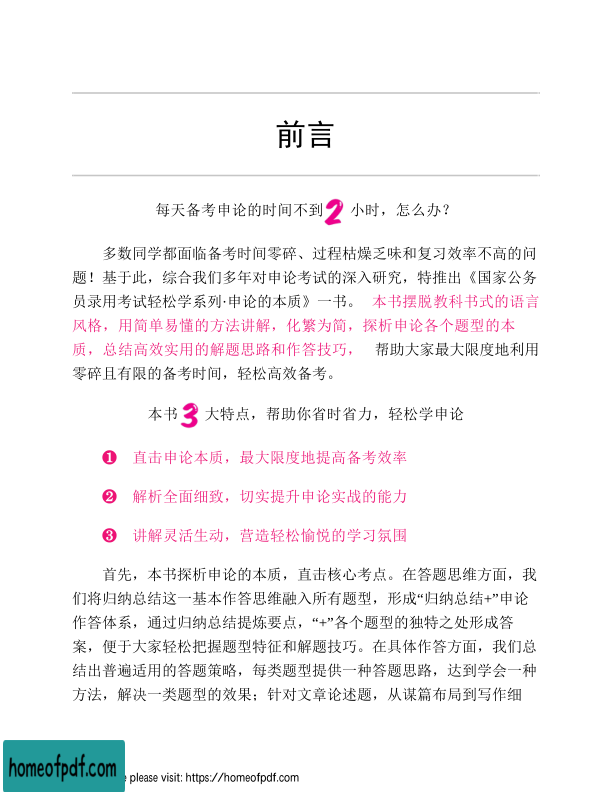 前言
每天备考申论的时间不到2小时，怎么办？
多数同学都面临备考时间零碎、过程枯燥乏味和复习效率不高的问
题！基于此，综合我们多年对申论考试的深入研究，特推出《国家公务
员录用考试轻松学系列·申论的本质》一书。 本书摆脱教科书式的语言
风格，用简单易懂的方法讲解，化繁为简，探析申论各个题型的本
质，总结高效实用的解题思路和作答技巧， 帮助大家最大限度地利用
零碎且有限的备考时间，轻松高效备考。
本书3大特点，帮助你省时省力，轻松学申论
❶ 直击申论本质，最大限度地提高备考效率
❷ 解析全面细致，切实提升申论实战的能力
❸ 讲解灵活生动，营造轻松愉悦的学习氛围
首先，本书探析申论的本质，直击核心考点。在答题思维方面，我
们将归纳总结这一基本作答思维融入所有题型，形成“归纳总结+”申论
作答体系，通过归纳总结提炼要点，“+”各个题型的独特之处形成答
案，便于大家轻松把握题型特征和解题技巧。在具体作答方面，我们总
结出普遍适用的答题策略，每类题型提供一种答题思路，达到学会一种
方法，解决一类题型的效果；针对文章论述题，从谋篇布局到写作细
homeofpdf.com
e please visit: https://homeofpdf.com